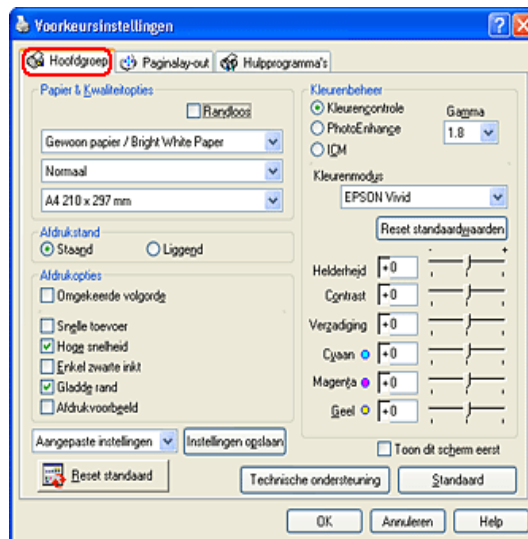 Voorkeursinstellingen
Hoofdgroep Paginalay-out Hulpprogramma's
Papier & Kwaliteitopties
Randloos
Gewoon papier / Bright White Paper
Normaal
A4 210 x 297 mm
Afdrukstand
Staand Liggend
Afdrukopties
Omgekeerde volgorde
Snelle toevoer
Hoge snelheid
Enkel zwarte inkt
Gladde rand
Afdrukvoorbeeld
Aangepaste instellingen Instellingen opslaan
Reset standaard
Kleurenbeheer
Kleurencontrole
PhotoEnhance
ICM
Gamma
1.8
Kleurenmodus
EPSON Vivid
Reset standaardwaarden
- +
Helderheid +0
Contrast +0
Verzadiging +0
Cyaan +0
Magenta +0
Geel +0
Toon dit scherm eerst
Technische ondersteuning Standaard
OK Annuleren Help